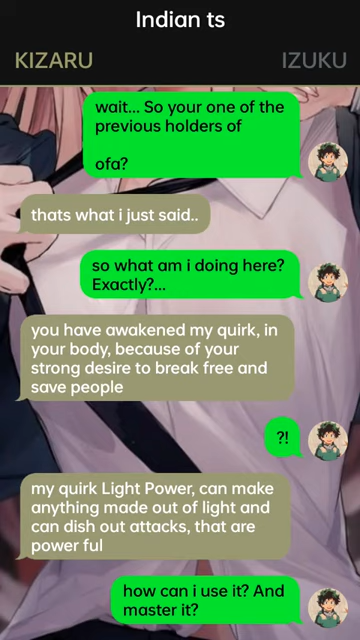 Indian ts
KIZARU
IZUKU
wait... So your one of the
previous holders of
ofa?
thats what i just said..
so what am i doing here?
Exactly?...
you have awakened my quirk, in
your body, because of your
strong desire to break free and
save people
?!
my quirk Light Power, can make
anything made out of light and
can dish out attacks, that are
power ful
how can i use it? And
master it?